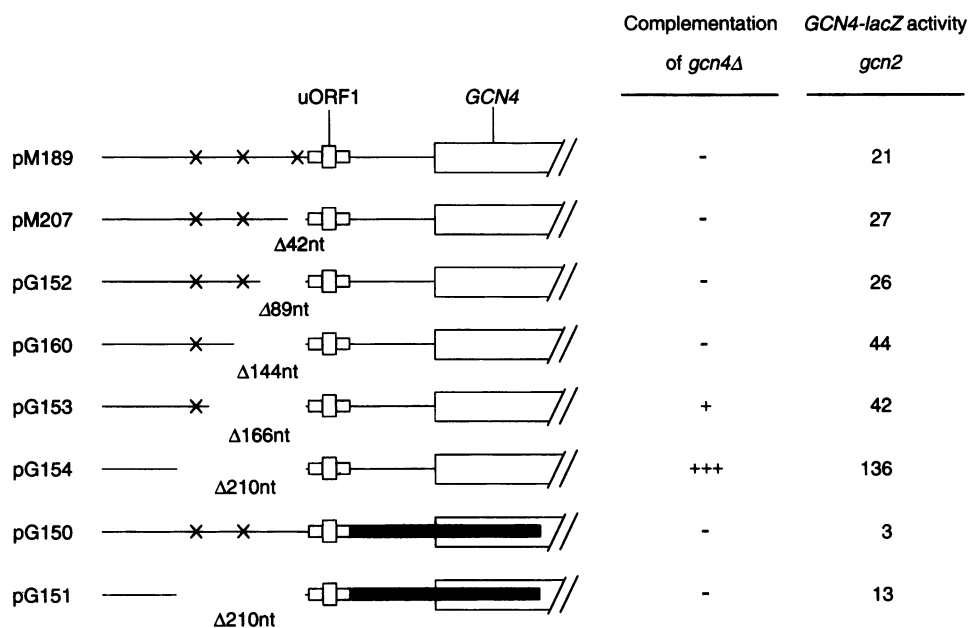 Complementation GCN4-lacZ activity
of gcn4Δ gcn2
uORF1 GCN4
pM189 - 21
pM207 - 27
Δ42nt
pG152 - 26
Δ89nt
pG160 - 44
Δ144nt
pG153 + 42
Δ166nt
pG154 +++ 136
Δ210nt
pG150 - 3
pG151 - 13
Δ210nt